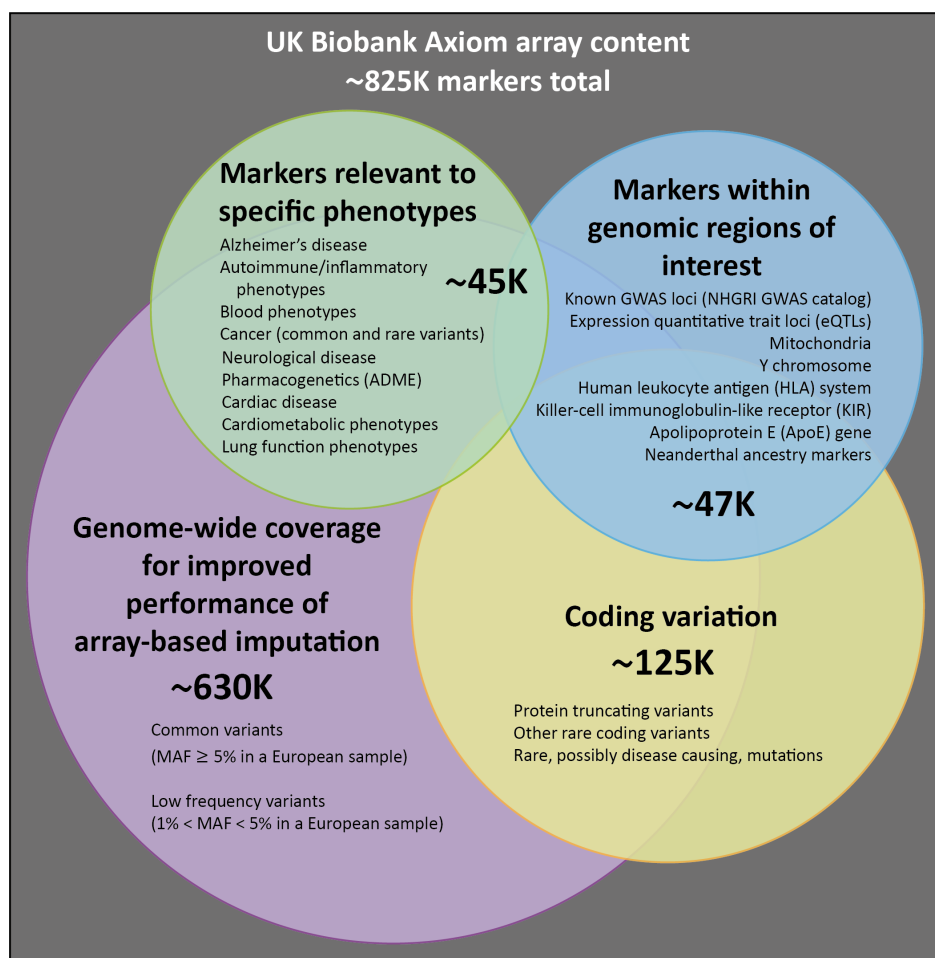 UK Biobank Axiom array content
~825K markers total
Markers relevant to
specific phenotypes
Alzheimer's disease
Autoimmune/inflammatory
phenotypes
~45K
Blood phenotypes
Cancer (common and rare variants)
Neurological disease
Pharmacogenetics (ADME)
Cardiac disease
Cardiometabolic phenotypes
Lung function phenotypes
Markers within
genomic regions of
interest
Known GWAS loci (NHGRI GWAS catalog)
Expression quantitative trait loci (eQTLs)
Mitochondria
Y chromosome
Human leukocyte antigen (HLA) system
Killer-cell immunoglobulin-like receptor (KIR)
Apolipoprotein E (ApoE) gene
Neanderthal ancestry markers
~47K
Genome-wide coverage
for improved
performance of
array-based imputation
~630K
Common variants
(MAF ≥ 5% in a European sample)
Low frequency variants
(1% < MAF < 5% in a European sample)
Coding variation
~125K
Protein truncating variants
Other rare coding variants
Rare, possibly disease causing, mutations